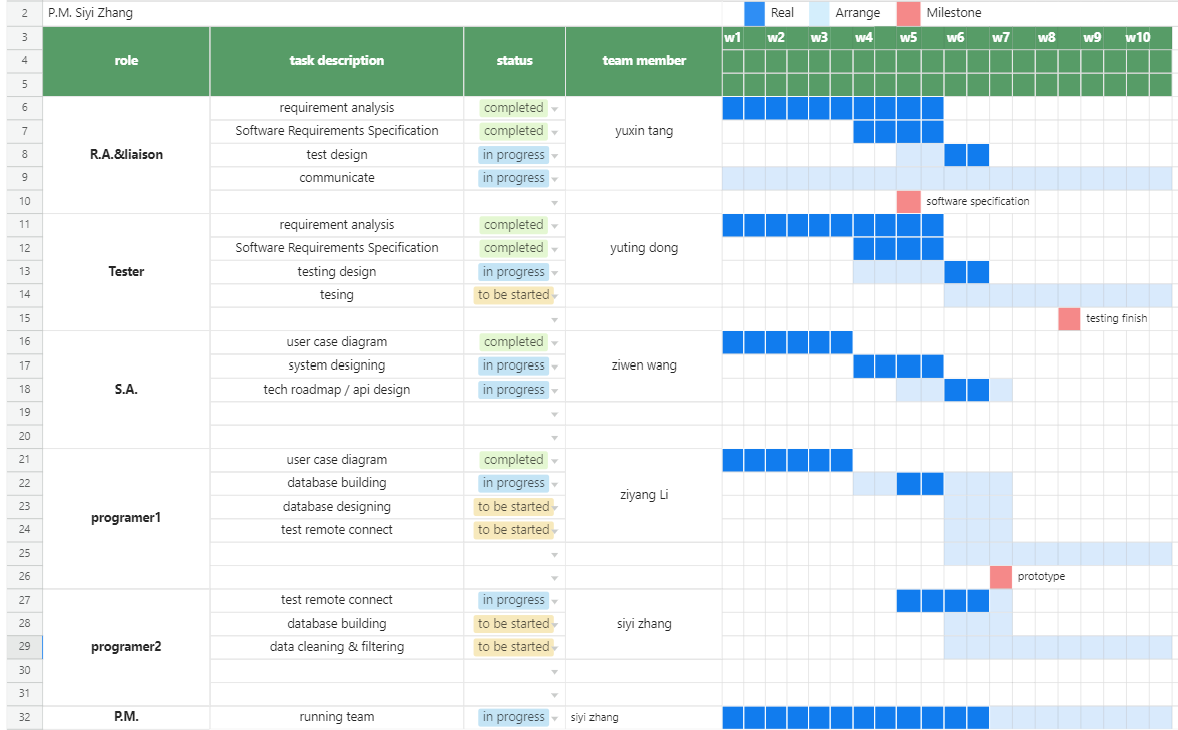 2 P.M. Siyi Zhang Real Arrange Milestone
3 w1 w2 w3 w4 w5 w6 w7 w8 w9 w10
4 role task description status team member
5
6 requirement analysis completed
7 Software Requirements Specification completed yuxin tang
8 R.A.&liaison test design in progress
9 communicate in progress
10 software specification
11 requirement analysis completed
12 Software Requirements Specification completed yuting dong
13 Tester testing design in progress
14 tesing to be started
15 testing finish
16 user case diagram completed
17 system designing in progress ziwen wang
18 S.A. tech roadmap / api design in progress
19
20
21 user case diagram completed
22 database building in progress ziyang Li
23 programer1 database designing to be started
24 test remote connect to be started
25
26 prototype
27 test remote connect in progress
28 database building to be started siyi zhang
29 programer2 data cleaning & filtering to be started
30
31
32 P.M. running team in progress siyi zhang